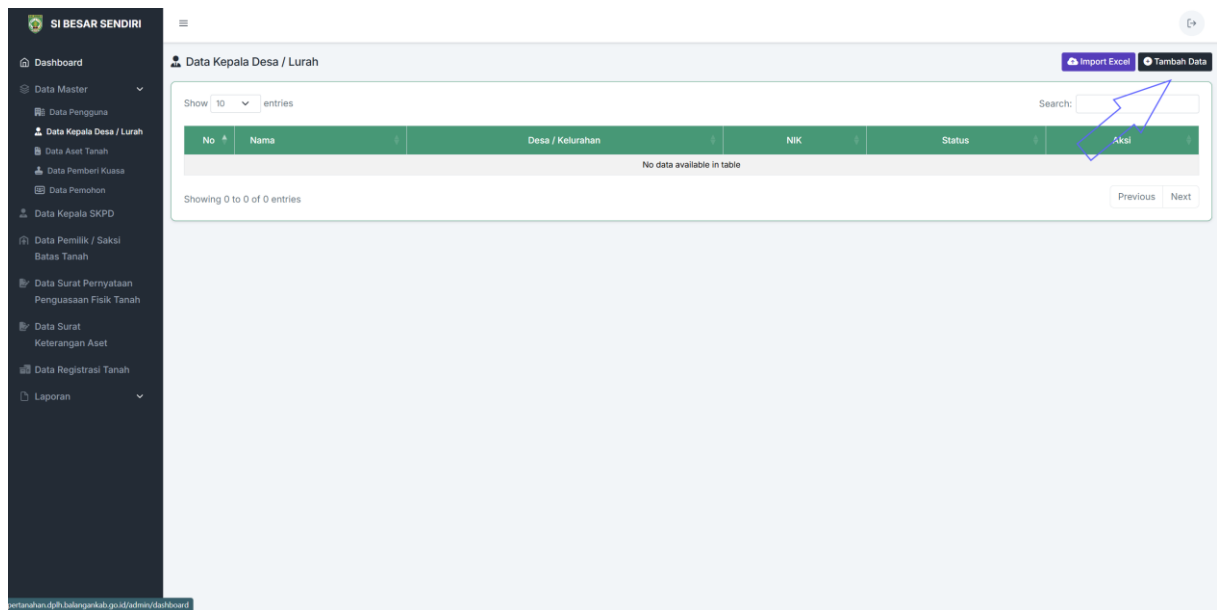 SI BESAR SENDIRI
Dashboard
Data Master
Data Pengguna
Data Kepala Desa / Lurah
Data Aset Tanah
Data Pemberi Kuasa
Data Pemohon
Data Kepala SKPD
Data Pemilik / Saksi
Batas Tanah
Data Surat Pernyataan
Penguasaan Fisik Tanah
Data Surat
Keterangan Aset
Data Registrasi Tanah
Laporan
pertanahan.dplh.balangankab.go.id/admin/dashboard
Data Kepala Desa / Lurah
Import Excel Tambah Data
Show 10 entries Search:
No Nama Desa / Kelurahan NIK Status Aksi
No data available in table
Showing 0 to 0 of 0 entries Previous Next